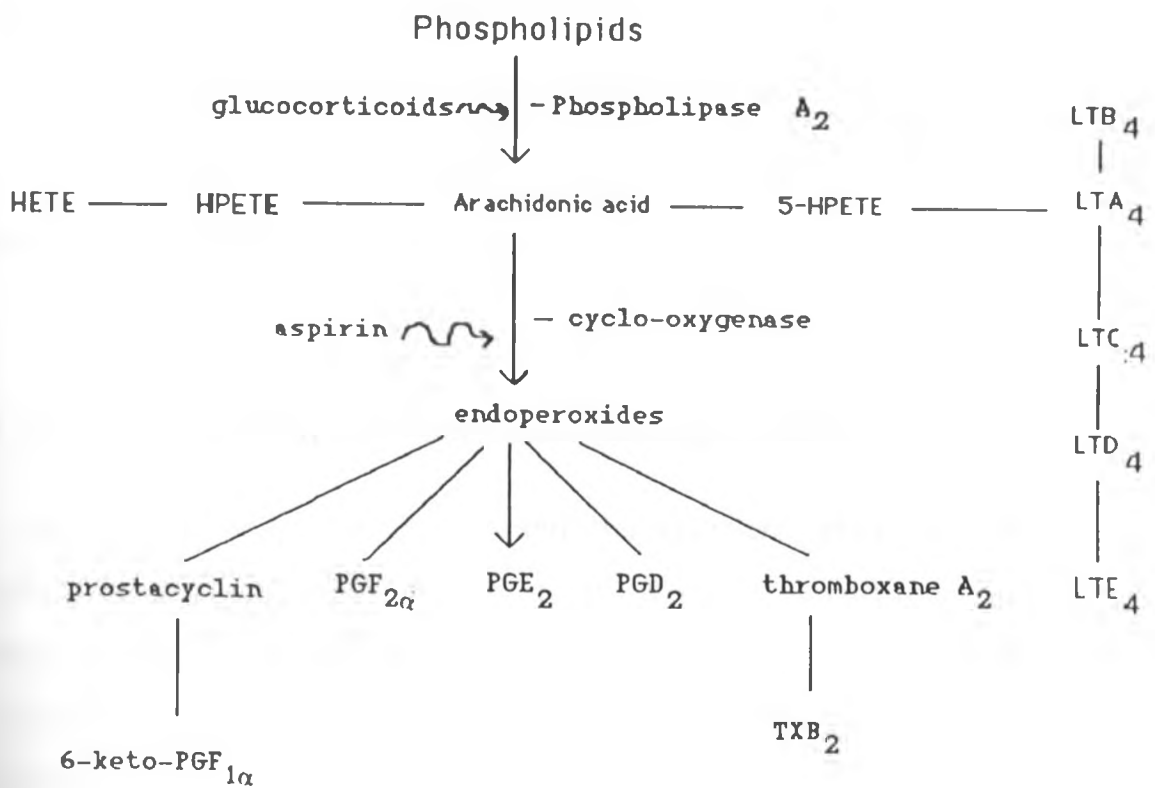 Phospholipids
glucocorticoids
- Phospholipase A₂
LTB₄
HETE
HPETE
Arachidonic acid
5-HPETE
LTA₄
aspirin
- cyclo-oxygenase
LTC₄
endoperoxides
LTD₄
prostacyclin
PGF₂α
PGE₂
PGD₂
thromboxane A₂
LTE₄
TXB₂
6-keto-PGF₁α